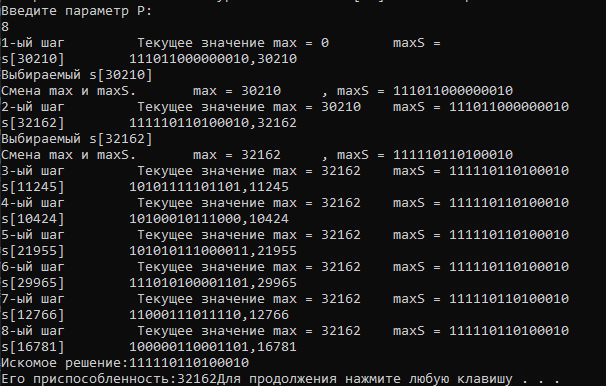 Введите параметр P:
8
1-ый шаг Текущее значение max = 0 maxS =
s[30210] 111011000000010,30210
Выбираемый s[30210]
Смена max и maxS. max = 30210 , maxS = 111011000000010
2-ый шаг Текущее значение max = 30210 maxS = 111011000000010
s[32162] 111110110100010,32162
Выбираемый s[32162]
Смена max и maxS. max = 32162 , maxS = 111110110100010
3-ый шаг Текущее значение max = 32162 maxS = 111110110100010
s[11245] 10101111101101,11245
4-ый шаг Текущее значение max = 32162 maxS = 111110110100010
s[10424] 10100010111000,10424
5-ый шаг Текущее значение max = 32162 maxS = 111110110100010
s[21955] 101010111000011,21955
6-ый шаг Текущее значение max = 32162 maxS = 111110110100010
s[29965] 111010100001101,29965
7-ый шаг Текущее значение max = 32162 maxS = 111110110100010
s[12766] 11000111011110,12766
8-ый шаг Текущее значение max = 32162 maxS = 111110110100010
s[16781] 100000110001101,16781
Искомое решение:111110110100010
Его приспособленность:32162Для продолжения нажмите любую клавишу . . .